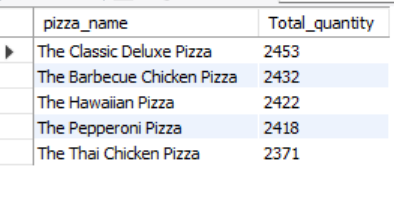 pizza_name Total_quantity
The Classic Deluxe Pizza 2453
The Barbecue Chicken Pizza 2432
The Hawaiian Pizza 2422
The Pepperoni Pizza 2418
The Thai Chicken Pizza 2371